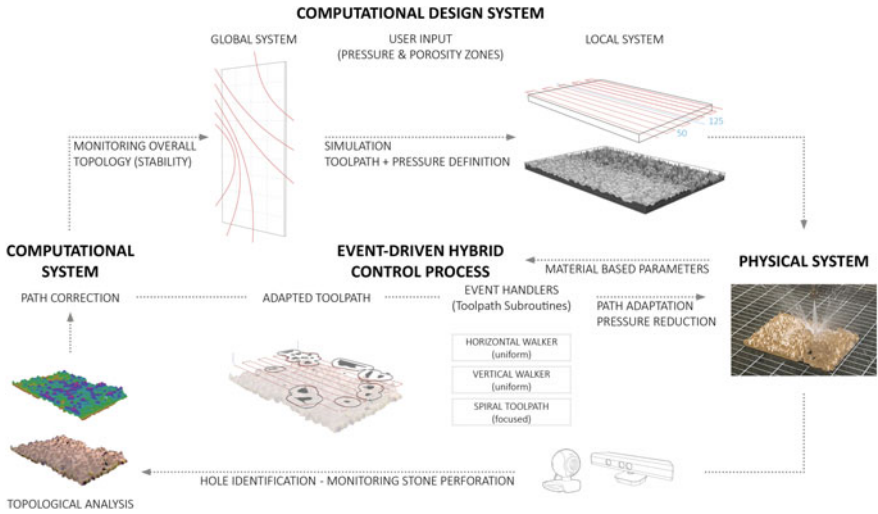 COMPUTATIONAL DESIGN SYSTEM
GLOBAL SYSTEM
USER INPUT
(PRESSURE & POROSITY ZONES)
LOCAL SYSTEM
125
50
MONITORING OVERALL
TOPOLOGY (STABILITY)
SIMULATION
TOOLPATH + PRESSURE DEFINITION
COMPUTATIONAL
SYSTEM
EVENT-DRIVEN HYBRID
CONTROL PROCESS
MATERIAL BASED PARAMETERS
PHYSICAL SYSTEM
PATH CORRECTION
ADAPTED TOOLPATH
EVENT HANDLERS
(Toolpath Subroutines)
PATH ADAPTATION
PRESSURE REDUCTION
HORIZONTAL WALKER
(uniform)
VERTICAL WALKER
(uniform)
SPIRAL TOOLPATH
(focused)
HOLE IDENTIFICATION - MONITORING STONE PERFORATION
TOPOLOGICAL ANALYSIS